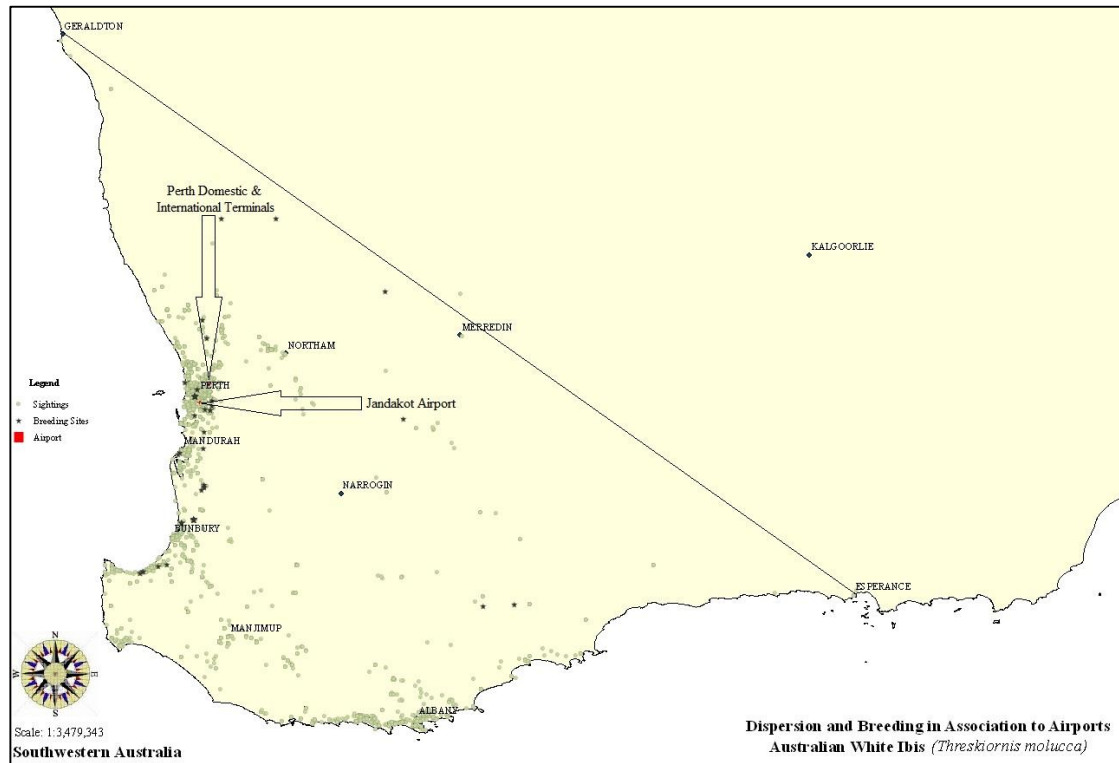 GERALDTON
Perth Domestic &
International Terminals
KALGOORLIE
MERREDIN
NORTHAM
PERTH
Legend
Sightings
Breeding Sites
Airport
Jandakot Airport
MANDURAH
NARROGIN
BUNBURY
ESPERANCE
MANJIMUP
N
W
E
S
ALBANY
Scale: 1:3,479,343
Southwestern Australia
Dispersion and Breeding in Association to Airports
Australian White Ibis (Threskiornis molucca)